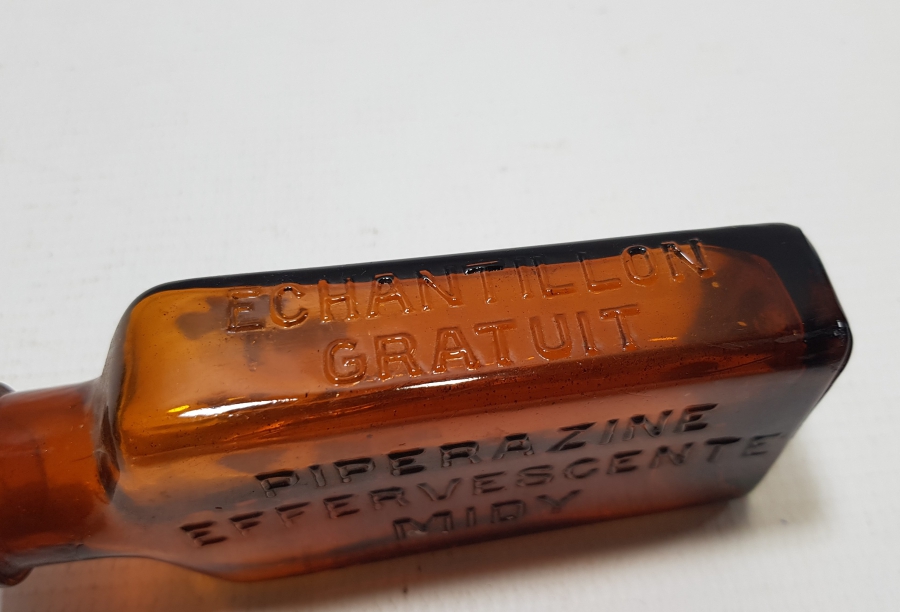 ECHANTILLON
GRATUIT
PIPERAZINE
EFFERVESCENTE
MIDY